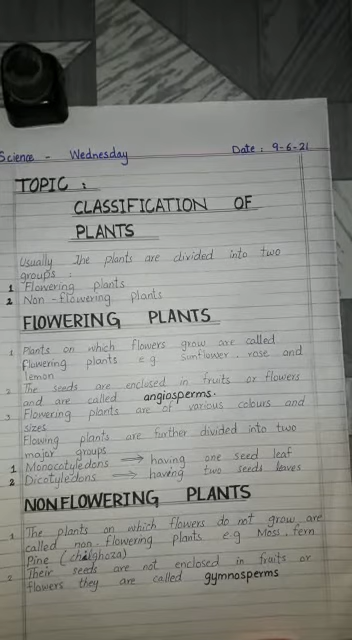 Science - Wednesday Date : 9-6-21
TOPIC :
CLASSIFICATION OF
PLANTS
Usually The plants are divided into two
groups :
1 Flowering plants
2 Non-flowering plants
FLOWERING PLANTS
1 Plants on which flowers grow are called
flowering plants e.g Sunflower, rose and
lemon
2 The seeds are enclosed in fruits or flowers
and are called angiosperms.
3 Flowering plants are of various colours and
sizes
Flowing plants are further divided into two
major groups
1 Monocotyledons → having one seed leaf
2 Dicotyledons → having two seeds leaves
NONFLOWERING PLANTS
1 The plants on which flowers do not grow are
called non-flowering plants e.g Moss, fern
Pine (chilghoza)
2 Their seeds are not enclosed in fruits or
flowers they are called gymnosperms